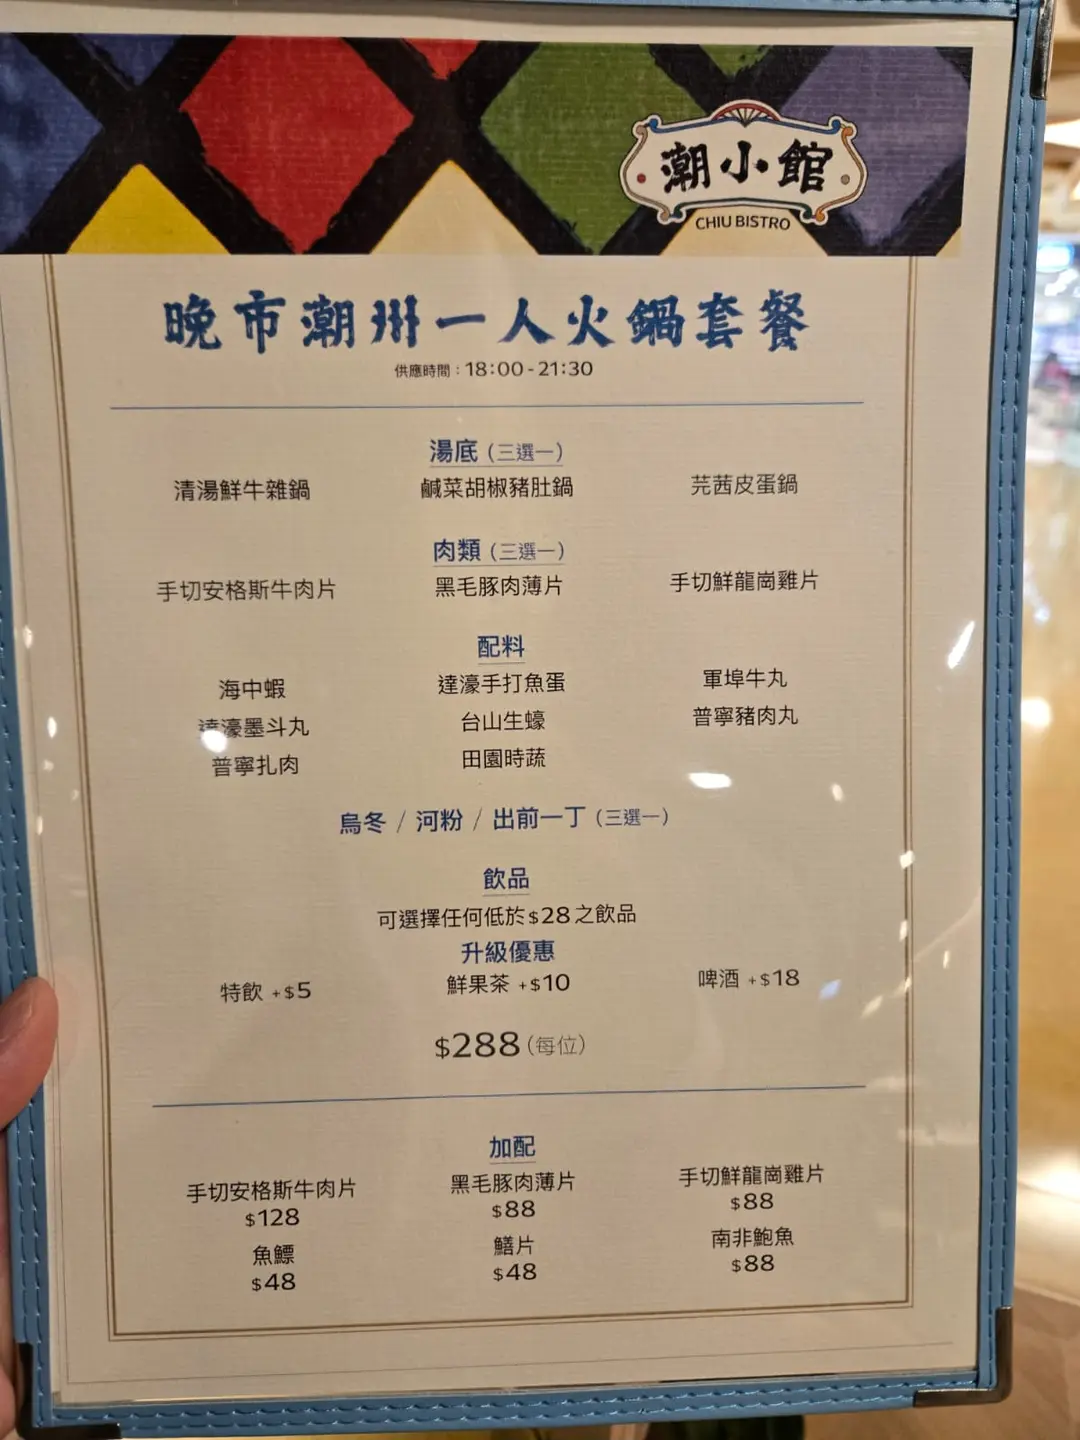 潮小館
CHIU BISTRO
晚市潮州一人火鍋套餐
供應時間：18:00-21:30
湯底（三選一）
清湯鮮牛雜鍋 鹹菜胡椒豬肚鍋 芫茜皮蛋鍋
肉類（三選一）
手切安格斯牛肉片 黑毛豚肉薄片 手切鮮龍崗雞片
配料
海中蝦 達濠手打魚蛋 軍埠牛丸
達濠墨斗丸 台山生蠔 普寧豬肉丸
普寧扎肉 田園時蔬
烏冬 / 河粉 / 出前一丁（三選一）
飲品
可選擇任何低於$28之飲品
升級優惠
特飲 +$5 鮮果茶 +$10 啤酒 +$18
$288（每位）
加配
手切安格斯牛肉片 黑毛豚肉薄片 手切鮮龍崗雞片
$128 $88 $88
魚鰾 鱔片 南非鮑魚
$48 $48 $88